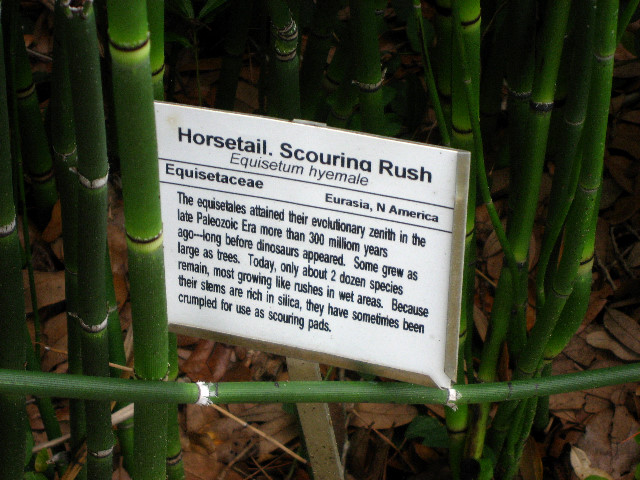 Horsetail, Scouring Rush
Equisetum hyemale
Equisetaceae
Eurasia, N America
The equisetales attained their evolutionary zenith in the
late Paleozoic Era more than 300 milliom years
ago---long before dinosaurs appeared. Some grew as
large as trees. Today, only about 2 dozen species
remain, most growing like rushes in wet areas. Because
their stems are rich in silica, they have sometimes been
crumpled for use as scouring pads.